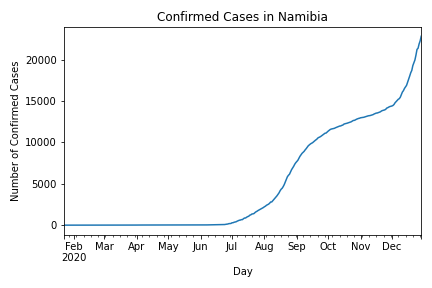 Confirmed Cases in Namibia
Number of Confirmed Cases
20000
15000
10000
5000
0
Feb Mar Apr May Jun Jul Aug Sep Oct Nov Dec
2020
Day